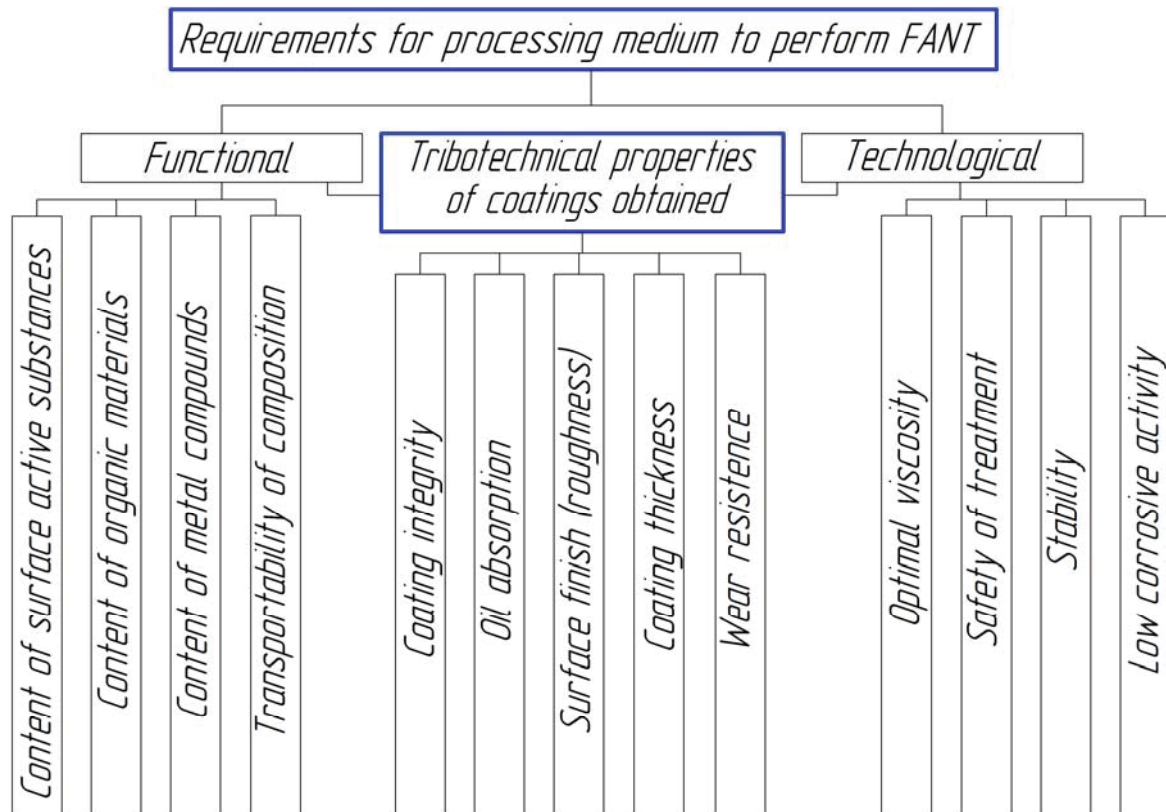 Requirements for processing medium to perform FANT
Functional
Tribotechnical properties
of coatings obtained
Technological
Content of surface active substances
Content of organic materials
Content of metal compounds
Transportability of composition
Coating integrity
Oil absorption
Surface finish (roughness)
Coating thickness
Wear resistence
Optimal viscosity
Safety of treatment
Stability
Low corrosive activity